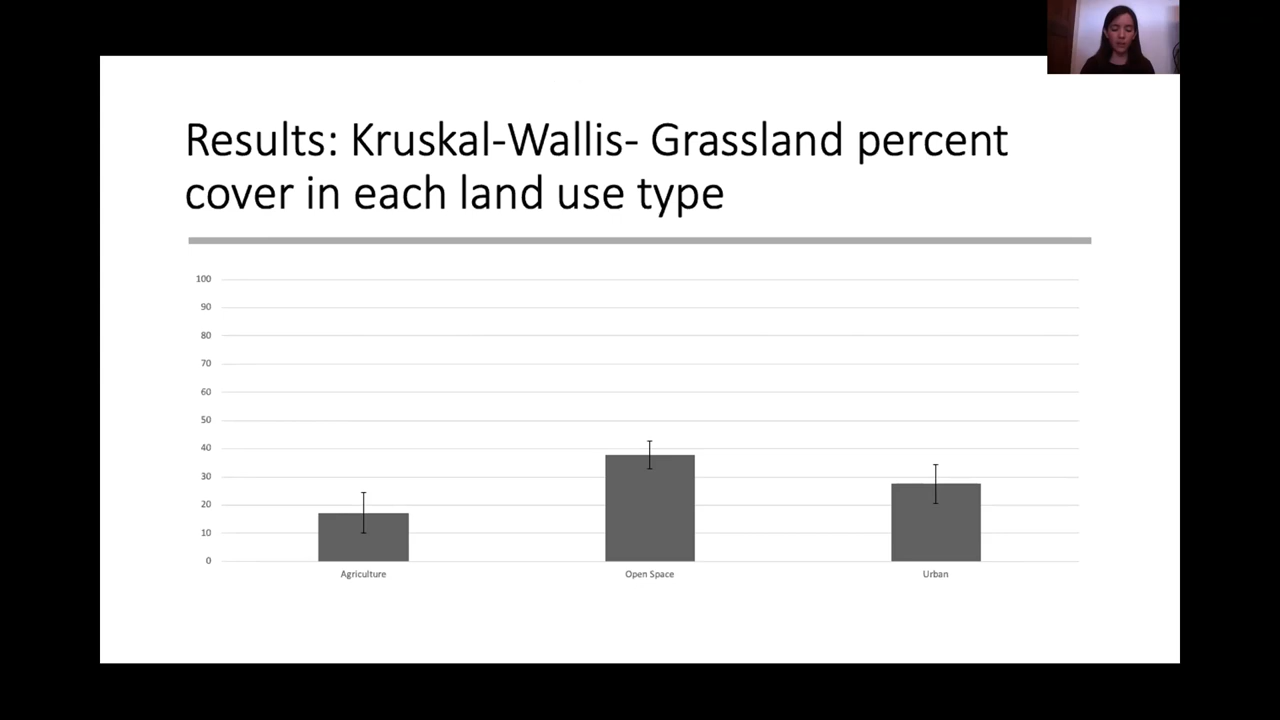 Results: Kruskal-Wallis- Grassland percent
cover in each land use type
100
90
80
70
60
50
40
30
20
10
0
Agriculture
Open Space
Urban